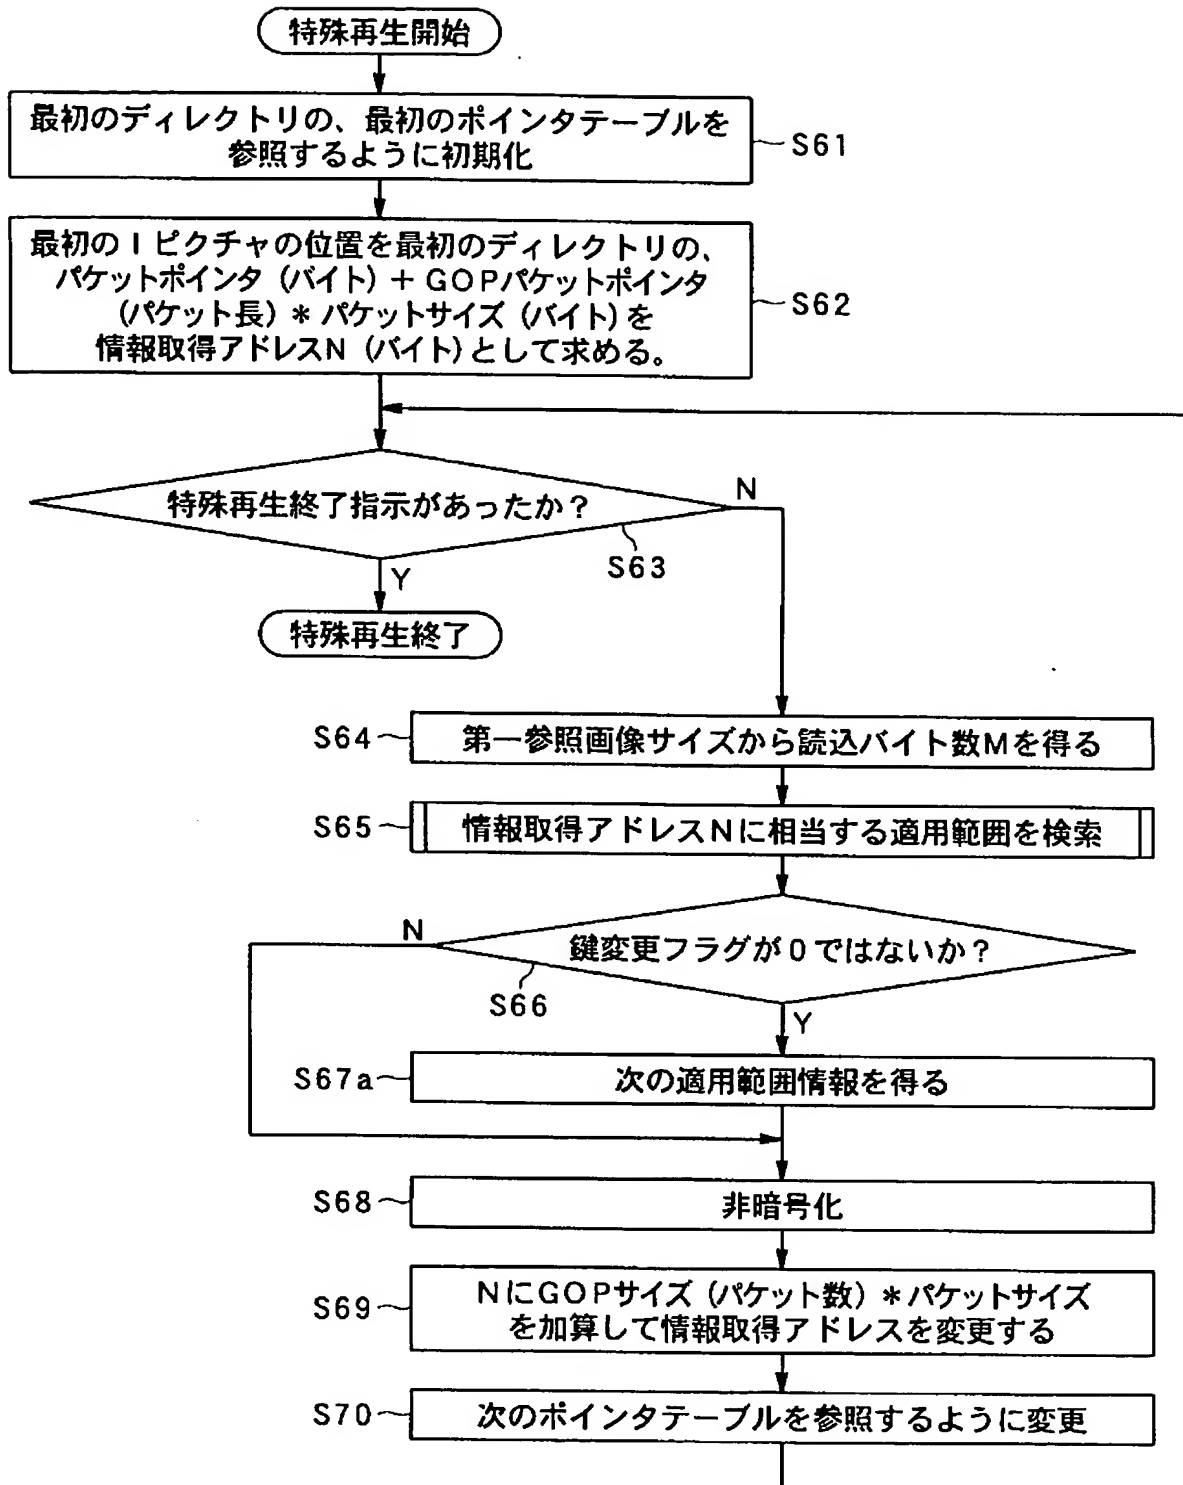 特殊再生開始
最初のディレクトリの、最初のポインタテーブルを
参照するように初期化
S61
最初のIピクチャの位置を最初のディレクトリの、
パケットポインタ（バイト）＋GOPパケットポインタ
（パケット長）＊パケットサイズ（バイト）を
情報取得アドレスN（バイト）として求める。
S62
特殊再生終了指示があったか？
N
S63
Y
特殊再生終了
S64
第一参照画像サイズから読込バイト数Mを得る
S65
情報取得アドレスNに相当する適用範囲を検索
N
鍵変更フラグが0ではないか？
S66
Y
S67a
次の適用範囲情報を得る
S68
非暗号化
S69
NにGOPサイズ（パケット数）＊パケットサイズ
を加算して情報取得アドレスを変更する
S70
次のポインタテーブルを参照するように変更